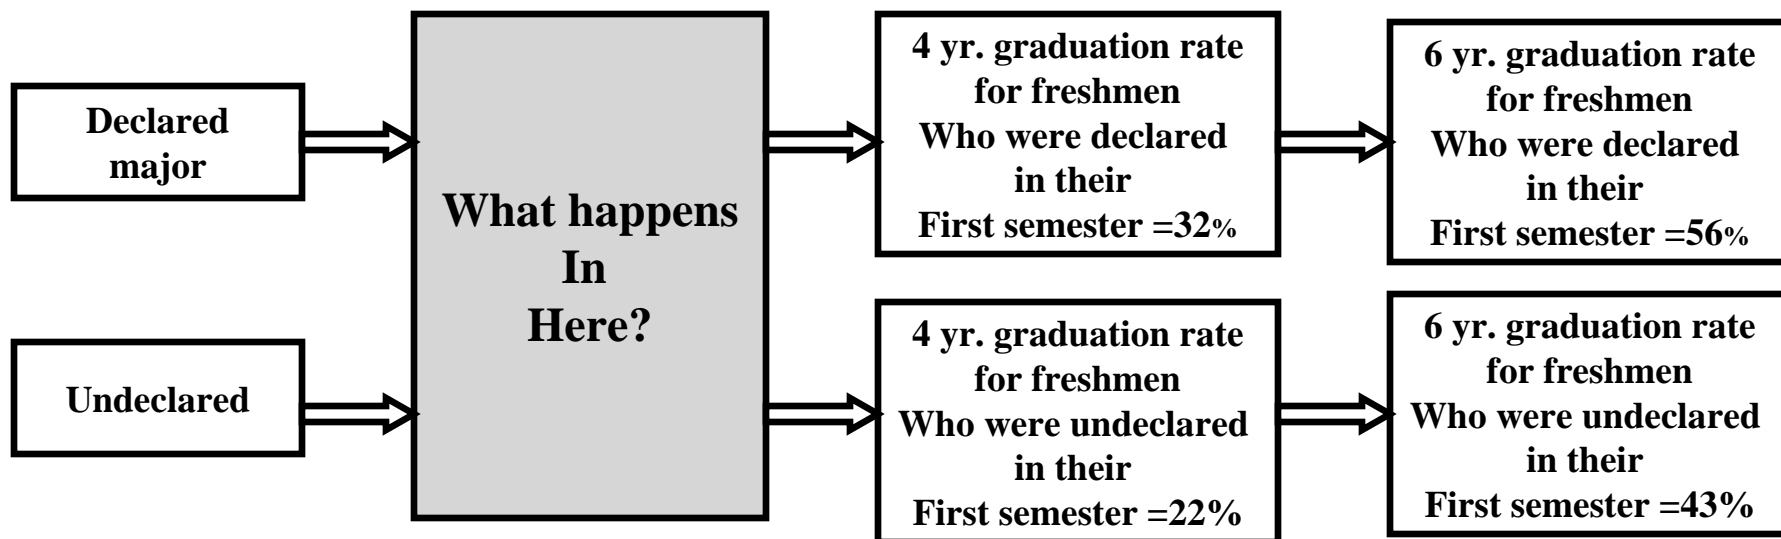 Declared
major
Undeclared
What happens
In
Here?
4 yr. graduation rate
for freshmen
Who were declared
in their
First semester =32%
6 yr. graduation rate
for freshmen
Who were declared
in their
First semester =56%
4 yr. graduation rate
for freshmen
Who were undeclared
in their
First semester =22%
6 yr. graduation rate
for freshmen
Who were undeclared
in their
First semester =43%